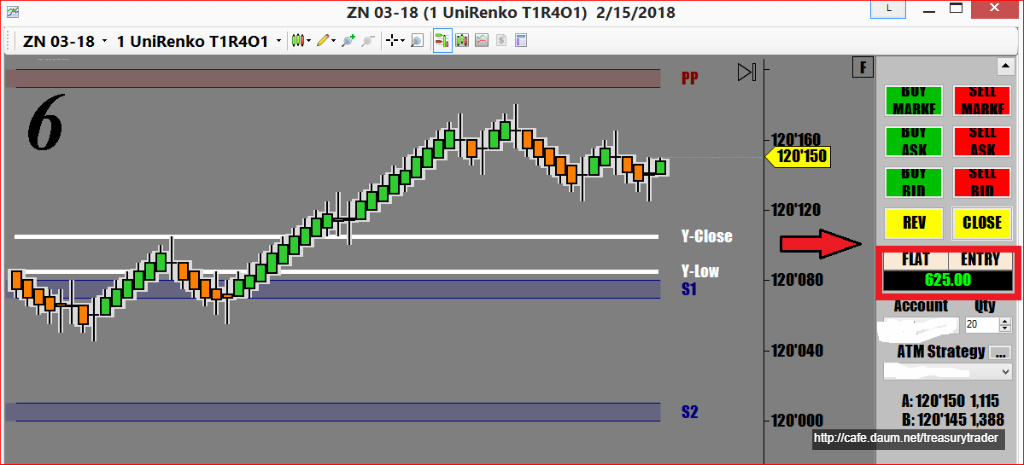 ZN 03-18 (1 UniRenko T1R4O1) 2/15/2018
L
ZN 03-18 1 UniRenko T1R4O1
6
PP
F
BUY MARKE
SELL MARKE
120'160
120'150
BUY ASK
SELL ASK
BUY BID
SELL BID
120'120
REV
CLOSE
Y-Close
FLAT
ENTRY
Y-Low
625.00
S1
120'080
Account
Qty
20
120'040
ATM Strategy ...
S2
A: 120'150 1,115
B: 120'145 1,388
120'000
http://cafe.daum.net/treasurytrader